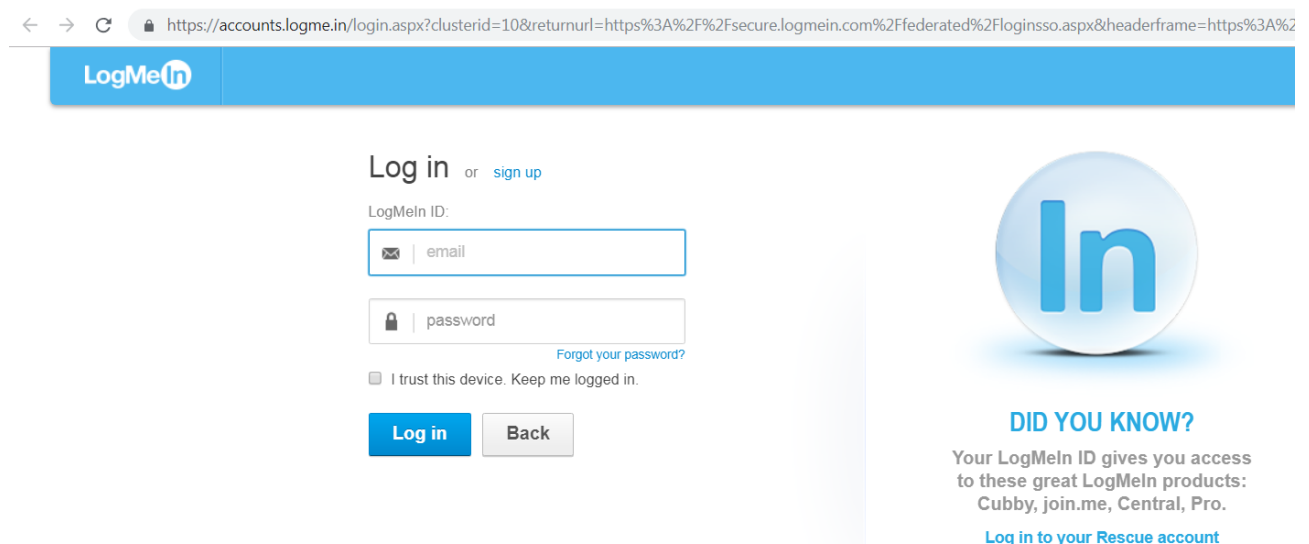 https://accounts.logme.in/login.aspx?clusterid=10&returnurl=https%3A%2F%2Fsecure.logmein.com%2Ffederated%2Floginsso.aspx&headerframe=https%3A%2
LogMeIn
Log in or sign up
LogMeIn ID:
email
password
Forgot your password?
I trust this device. Keep me logged in.
Log in Back
In
DID YOU KNOW?
Your LogMeIn ID gives you access
to these great LogMeIn products:
Cubby, join.me, Central, Pro.
Log in to your Rescue account